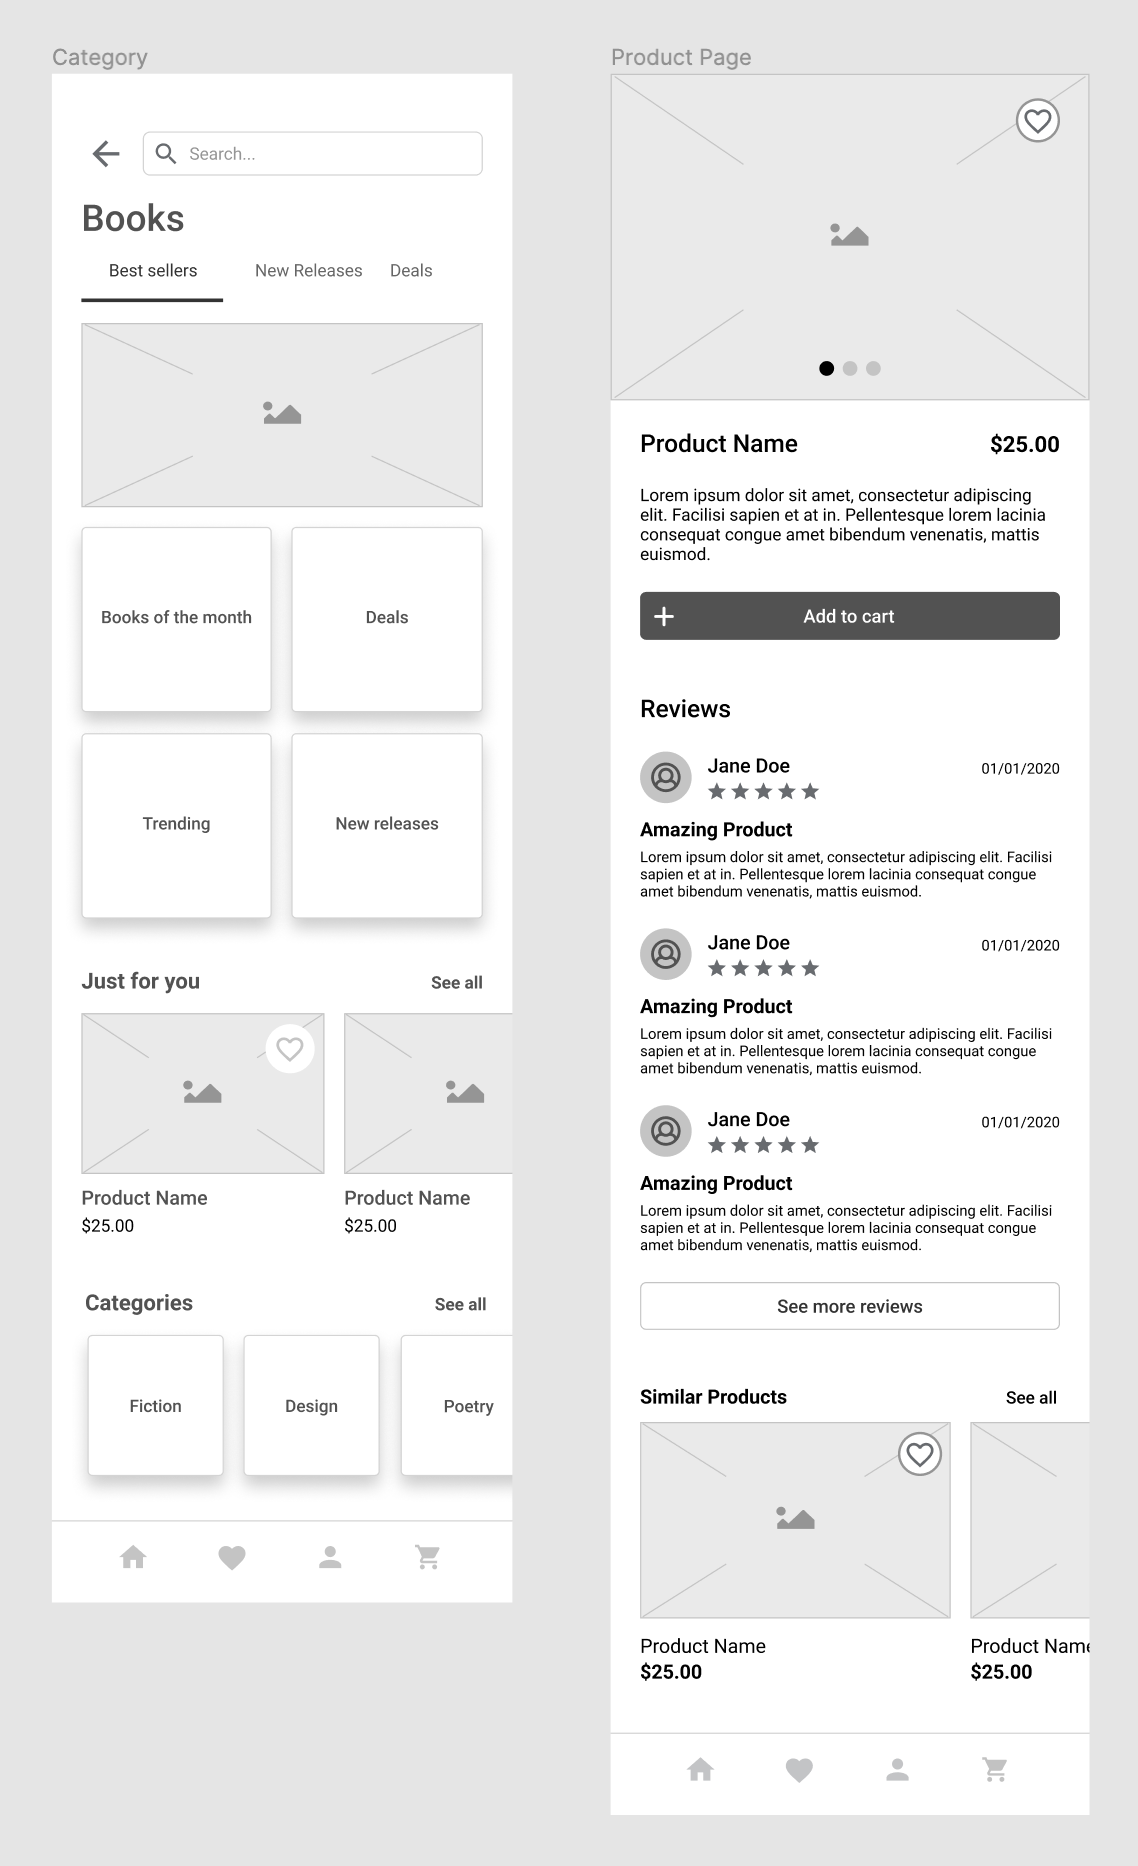 Category
Search...
Books
Best sellers
New Releases
Deals
Books of the month
Deals
Trending
New releases
Just for you
See all
Product Name
$25.00
Product Name
$25.00
Categories
See all
Fiction
Design
Poetry
Product Page
Product Name
$25.00
Lorem ipsum dolor sit amet, consectetur adipiscing
elit. Facilisi sapien et at in. Pellentesque lorem lacinia
consequat congue amet bibendum venenatis, mattis
euismod.
Add to cart
Reviews
Jane Doe
01/01/2020
Amazing Product
Lorem ipsum dolor sit amet, consectetur adipiscing elit. Facilisi
sapien et at in. Pellentesque lorem lacinia consequat congue
amet bibendum venenatis, mattis euismod.
Jane Doe
01/01/2020
Amazing Product
Lorem ipsum dolor sit amet, consectetur adipiscing elit. Facilisi
sapien et at in. Pellentesque lorem lacinia consequat congue
amet bibendum venenatis, mattis euismod.
Jane Doe
01/01/2020
Amazing Product
Lorem ipsum dolor sit amet, consectetur adipiscing elit. Facilisi
sapien et at in. Pellentesque lorem lacinia consequat congue
amet bibendum venenatis, mattis euismod.
See more reviews
Similar Products
See all
Product Name
$25.00
Product Name
$25.00